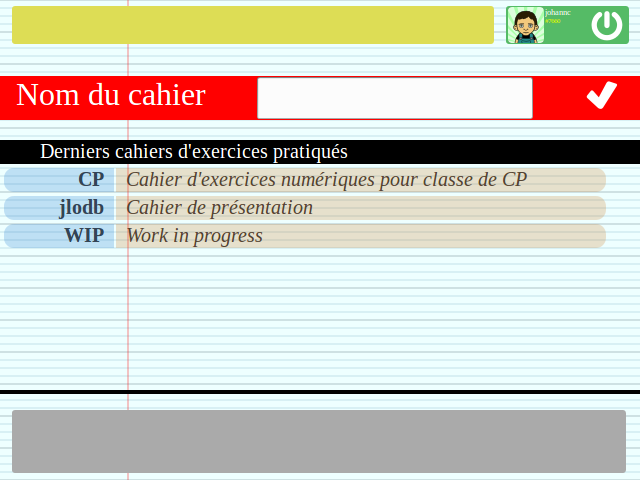 johannc
#7000
Nom du cahier
Derniers cahiers d'exercices pratiqués
CP Cahier d'exercices numériques pour classe de CP
jlodb Cahier de présentation
WIP Work in progress